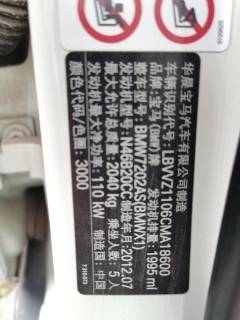 华晨宝马汽车有限公司制造
车辆识别代号: LBVVZ1106CMA18600
品牌: 宝马 (BMW) 牌
整车型号: BMW7202AS(BMVX1)
发动机型号: N46B20CC
发动机排量: 1995 ml
最大允许总质量: 2040 Kg
制造年月: 2012.07
发动机最大净功率: 110 kW
乘坐人数: 5人
颜色代码/色圈: 3000
制造国: 中国